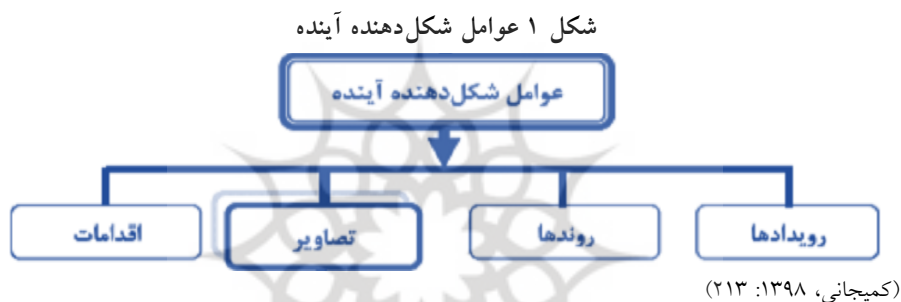 شکل ۱ عوامل شکل‌دهنده آینده
عوامل شکل‌دهنده آینده
رویدادها
روندها
تصاویر
اقدامات
(کمیجانی، ۱۳۹۸: ۲۱۳)